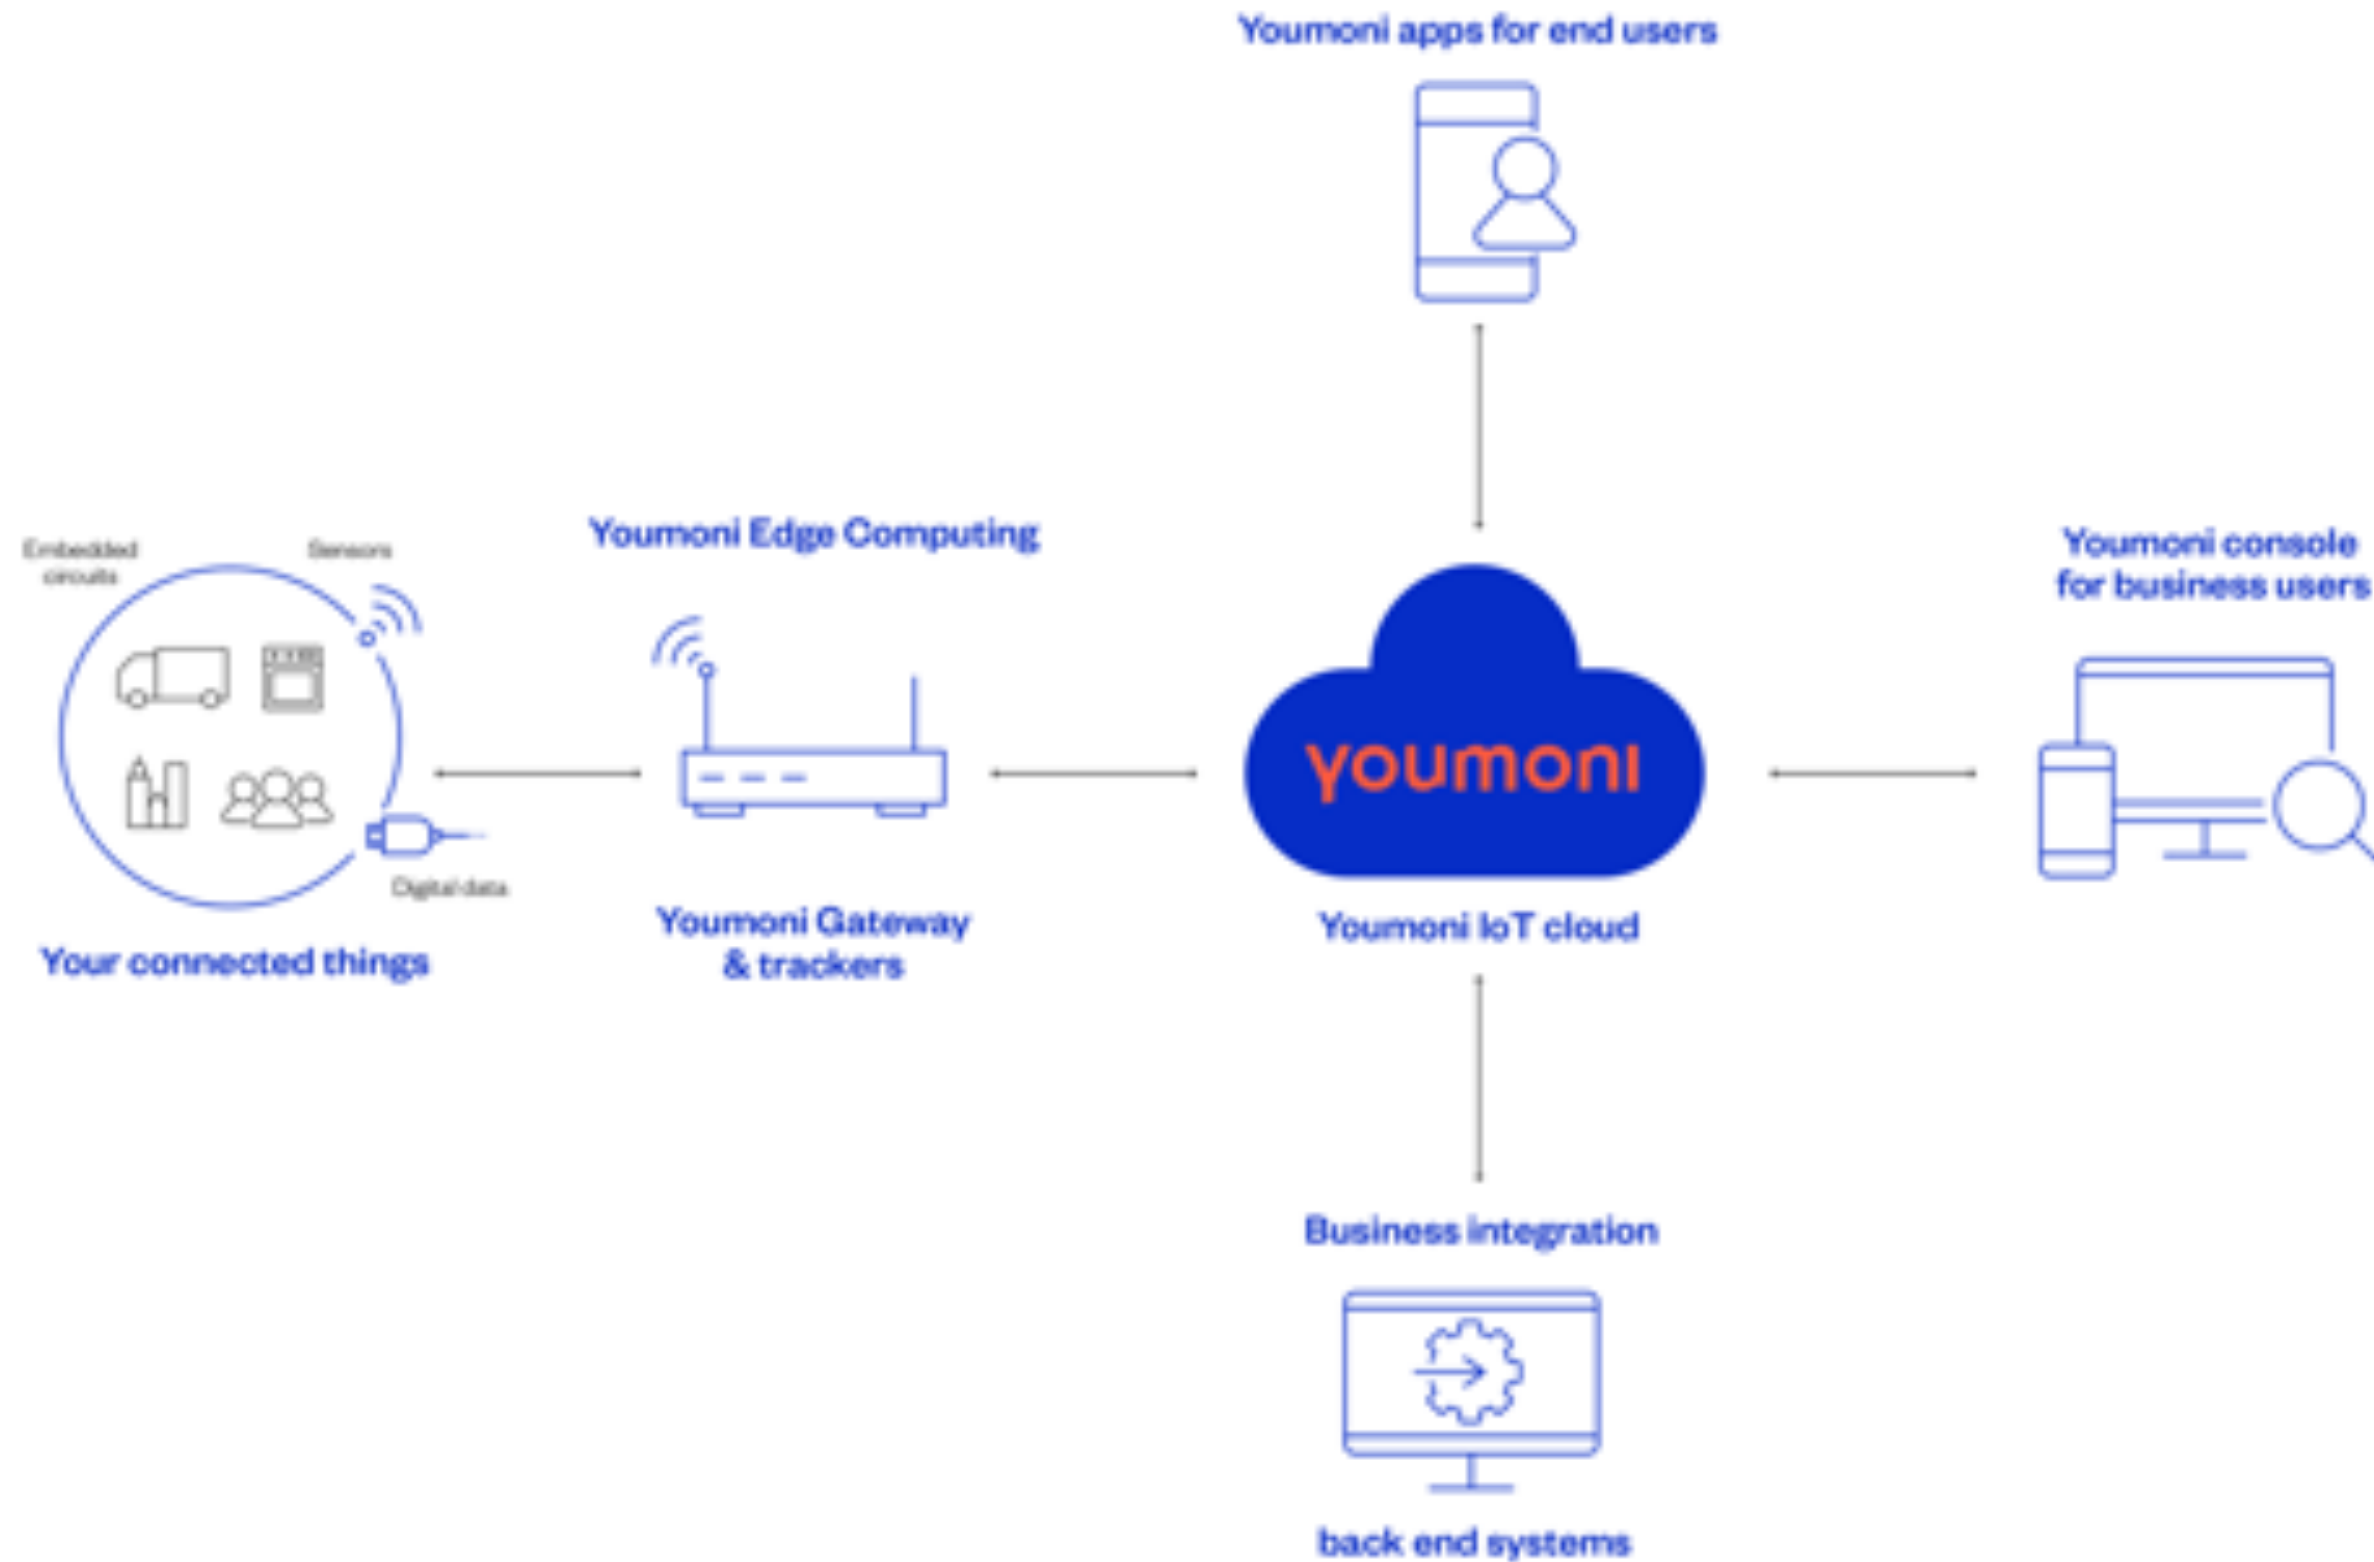 Youmoni apps for end users
Youmoni Edge Computing
Embedded
circuits
Sensors
Youmoni console
for business users
youmoni
Digital data
Youmoni Gateway
& trackers
Youmoni IoT cloud
Your connected things
Business integration
back end systems